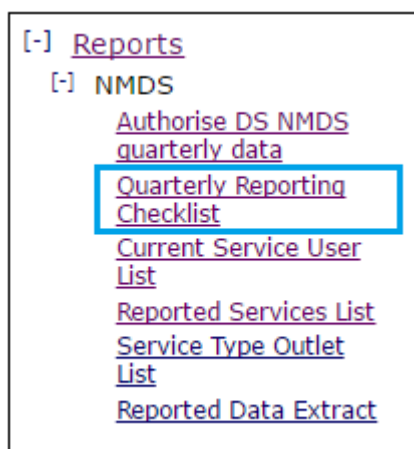 [-] Reports
[-] NMDS
Authorise DS NMDS
quarterly data
Quarterly Reporting
Checklist
Current Service User
List
Reported Services List
Service Type Outlet
List
Reported Data Extract